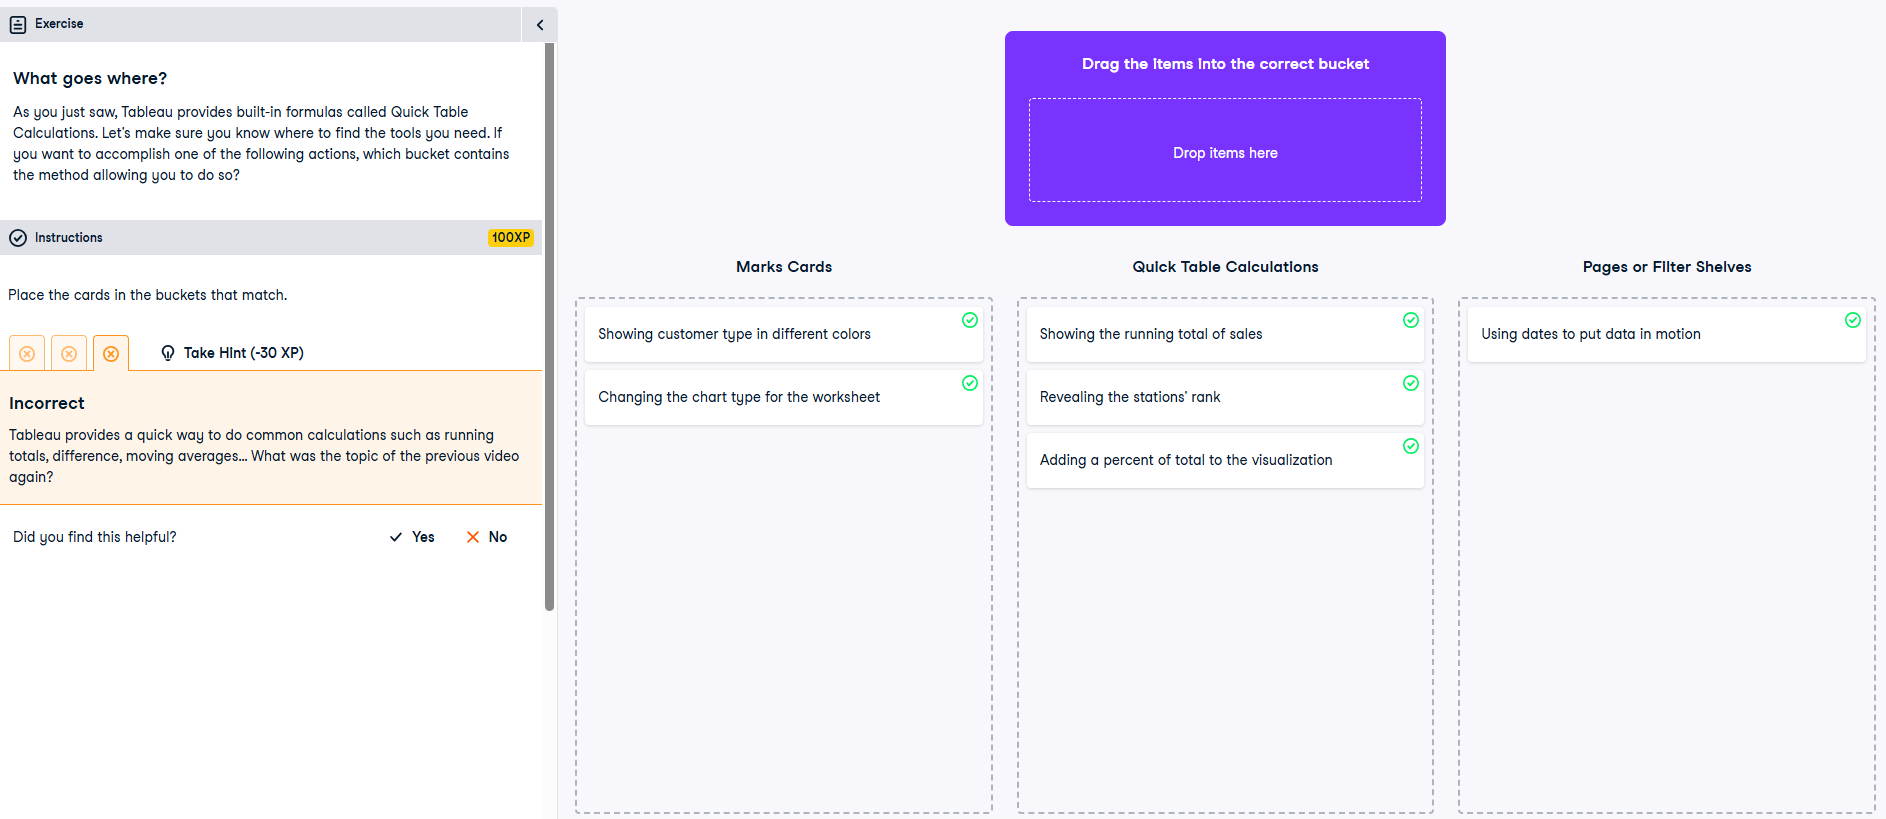 Exercise
What goes where?
As you just saw, Tableau provides built-in formulas called Quick Table
Calculations. Let's make sure you know where to find the tools you need. If
you want to accomplish one of the following actions, which bucket contains
the method allowing you to do so?
Instructions
100XP
Place the cards in the buckets that match.
Take Hint (-30 XP)
Incorrect
Tableau provides a quick way to do common calculations such as running
totals, difference, moving averages... What was the topic of the previous video
again?
Did you find this helpful?
Yes
No
Drag the items into the correct bucket
Drop items here
Marks Cards
Showing customer type in different colors
Changing the chart type for the worksheet
Quick Table Calculations
Showing the running total of sales
Revealing the stations' rank
Adding a percent of total to the visualization
Pages or Filter Shelves
Using dates to put data in motion